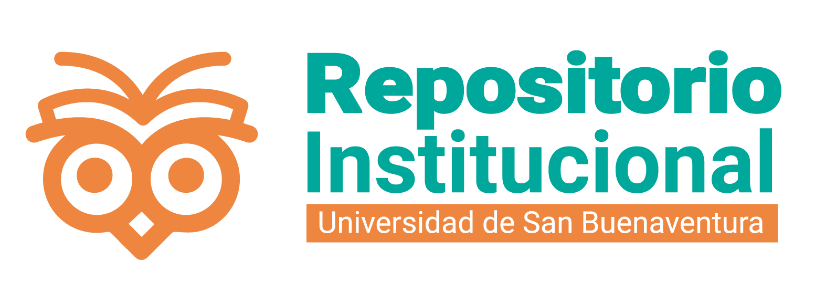 Repositorio
Institucional
Universidad de San Buenaventura